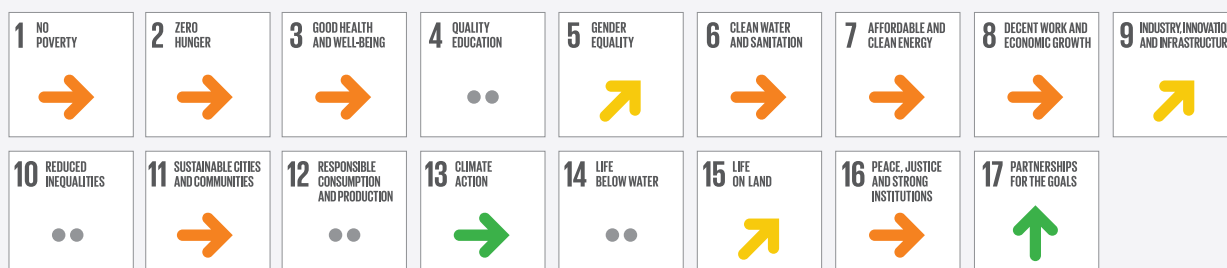 1 NO
POVERTY
2 ZERO
HUNGER
3 GOOD HEALTH
AND WELL-BEING
4 QUALITY
EDUCATION
5 GENDER
EQUALITY
6 CLEAN WATER
AND SANITATION
7 AFFORDABLE AND
CLEAN ENERGY
8 DECENT WORK AND
ECONOMIC GROWTH
9 INDUSTRY, INNOVATIO
AND INFRASTRUCTUR
10 REDUCED
INEQUALITIES
11 SUSTAINABLE CITIES
AND COMMUNITIES
12 RESPONSIBLE
CONSUMPTION
AND PRODUCTION
13 CLIMATE
ACTION
14 LIFE
BELOW WATER
15 LIFE
ON LAND
16 PEACE, JUSTICE
AND STRONG
INSTITUTIONS
17 PARTNERSHIPS
FOR THE GOALS